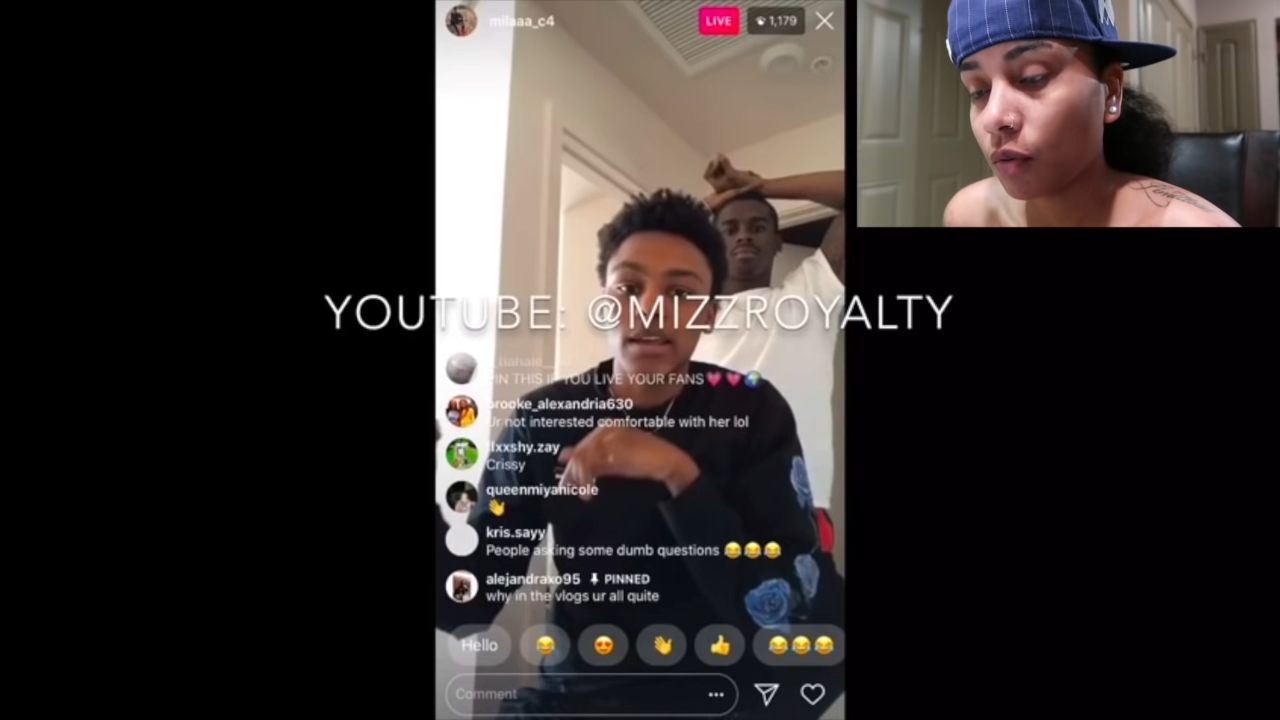 milaaa_c4
LIVE
1,179
YOUTUBE: @MIZZROYALTY
PIN THIS IF YOU LIVE YOUR FANS💗💗🌍
brooke_alexandria630
Ur not interested comfortable with her lol
lxxshy.zay
Crissy
queenmiyahicole
👋
kris.sayy
People asking some dumb questions 😂😂😂
alejandraxo95 PINNED
why in the vlogs ur all quite
Hello 😂 😍 👋 👍 😂😂😂
Comment